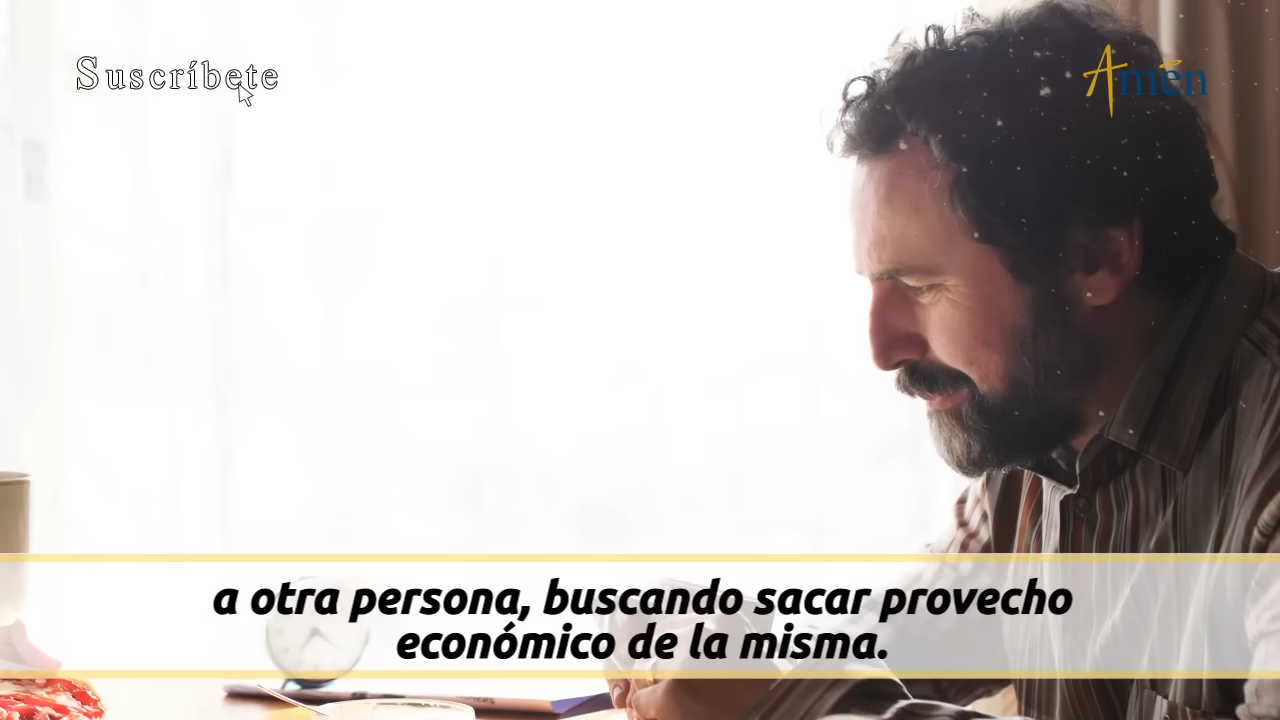 Suscríbete
Amén
a otra persona, buscando sacar provecho
económico de la misma.